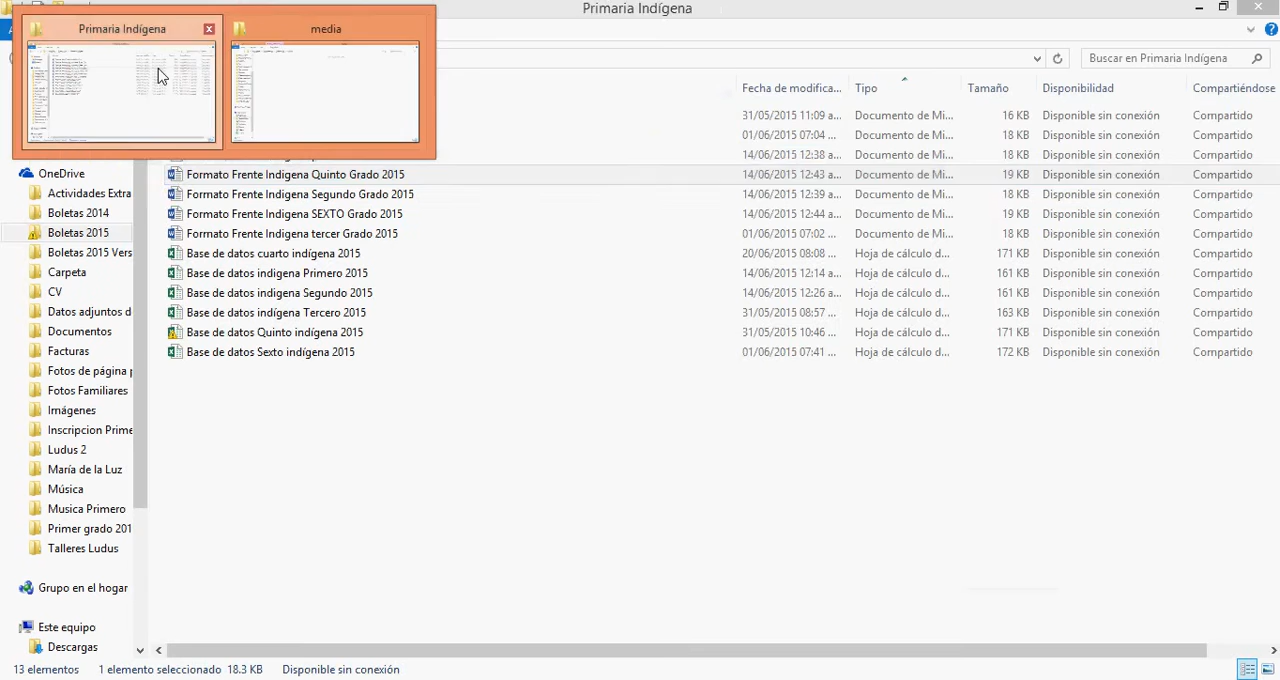 Primaria Indígena
Primaria Indígena
media
Buscar en Primaria Indígena
Fecha de modifica...
Tipo
Tamaño
Disponibilidad
Compartiéndose
31/05/2015 11:09 a... Documento de Mi... 16 KB Disponible sin conexión Compartido
01/06/2015 07:04 ... Documento de Mi... 18 KB Disponible sin conexión Compartido
14/06/2015 12:38 a... Documento de Mi... 18 KB Disponible sin conexión Compartido
Formato Frente Indigena Quinto Grado 2015 14/06/2015 12:43 a... Documento de Mi... 19 KB Disponible sin conexión Compartido
Formato Frente Indigena Segundo Grado 2015 14/06/2015 12:39 a... Documento de Mi... 18 KB Disponible sin conexión Compartido
Formato Frente Indigena SEXTO Grado 2015 14/06/2015 12:44 a... Documento de Mi... 19 KB Disponible sin conexión Compartido
Formato Frente Indigena tercer Grado 2015 01/06/2015 07:02 ... Documento de Mi... 18 KB Disponible sin conexión Compartido
Base de datos cuarto indígena 2015 20/06/2015 08:08 ... Hoja de cálculo d... 171 KB Disponible sin conexión Compartido
Base de datos indigena Primero 2015 14/06/2015 12:14 a... Hoja de cálculo d... 161 KB Disponible sin conexión Compartido
Base de datos indigena Segundo 2015 14/06/2015 12:26 a... Hoja de cálculo d... 161 KB Disponible sin conexión Compartido
Base de datos indígena Tercero 2015 31/05/2015 08:57 ... Hoja de cálculo d... 163 KB Disponible sin conexión Compartido
Base de datos Quinto indígena 2015 31/05/2015 10:46 ... Hoja de cálculo d... 171 KB Disponible sin conexión Compartido
Base de datos Sexto indígena 2015 01/06/2015 07:41 ... Hoja de cálculo d... 172 KB Disponible sin conexión Compartido
OneDrive
Actividades Extra
Boletas 2014
Boletas 2015
Boletas 2015 Vers
Carpeta
CV
Datos adjuntos d
Documentos
Facturas
Fotos de página p
Fotos Familiares
Imágenes
Inscripcion Prime
Ludus 2
María de la Luz
Música
Musica Primero
Primer grado 201
Talleres Ludus
Grupo en el hogar
Este equipo
Descargas
13 elementos 1 elemento seleccionado 18.3 KB Disponible sin conexión